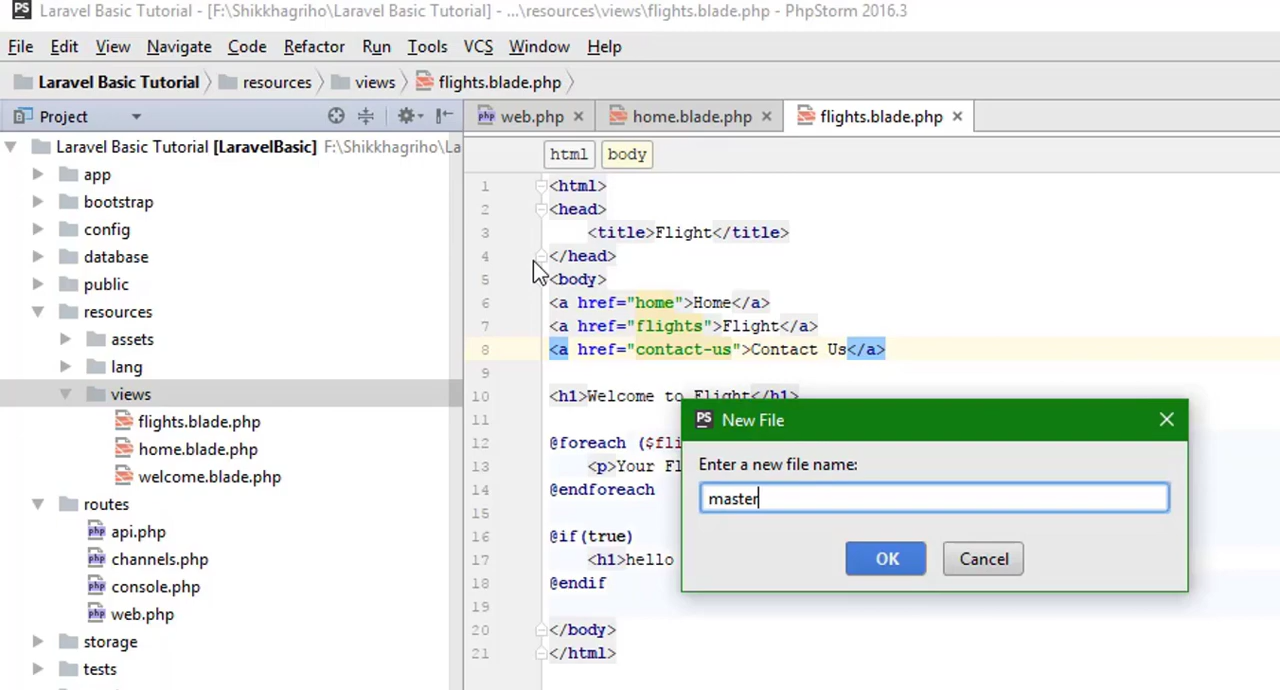 PS Laravel Basic Tutorial - [F:\Shikkhagriho\Laravel Basic Tutorial] - ...\resources\views\flights.blade.php - PhpStorm 2016.3
File Edit View Navigate Code Refactor Run Tools VCS Window Help
Laravel Basic Tutorial resources views flights.blade.php
Project
php web.php home.blade.php flights.blade.php
html body
Laravel Basic Tutorial [LaravelBasic] F:\Shikkhagriho\La
app
bootstrap
config
database
public
resources
assets
lang
views
flights.blade.php
home.blade.php
welcome.blade.php
routes
php api.php
php channels.php
php console.php
php web.php
storage
tests
1 <html>
2 <head>
3 <title>Flight</title>
4 </head>
5 <body>
6 <a href="home">Home</a>
7 <a href="flights">Flight</a>
8 <a href="contact-us">Contact Us</a>
9
10 <h1>Welcome to Flight</h1>
11
12 @foreach ($fli
13 <p>Your Fl
14 @endforeach
15
16 @if(true)
17 <h1>hello
18 @endif
19
20 </body>
21 </html>
PS New File
Enter a new file name:
master
OK Cancel